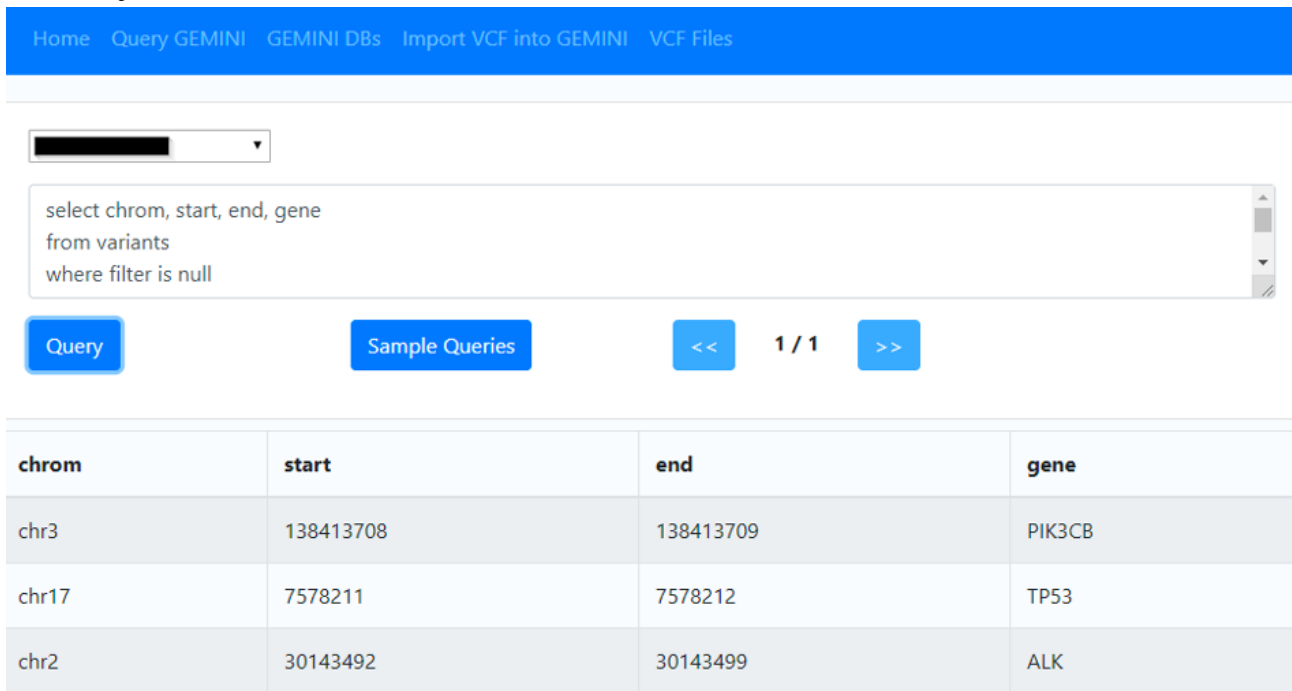 Home Query GEMINI GEMINI DBs Import VCF into GEMINI VCF Files
select chrom, start, end, gene
from variants
where filter is null
Query Sample Queries << 1 / 1 >>
chrom start end gene
chr3 138413708 138413709 PIK3CB
chr17 7578211 7578212 TP53
chr2 30143492 30143499 ALK